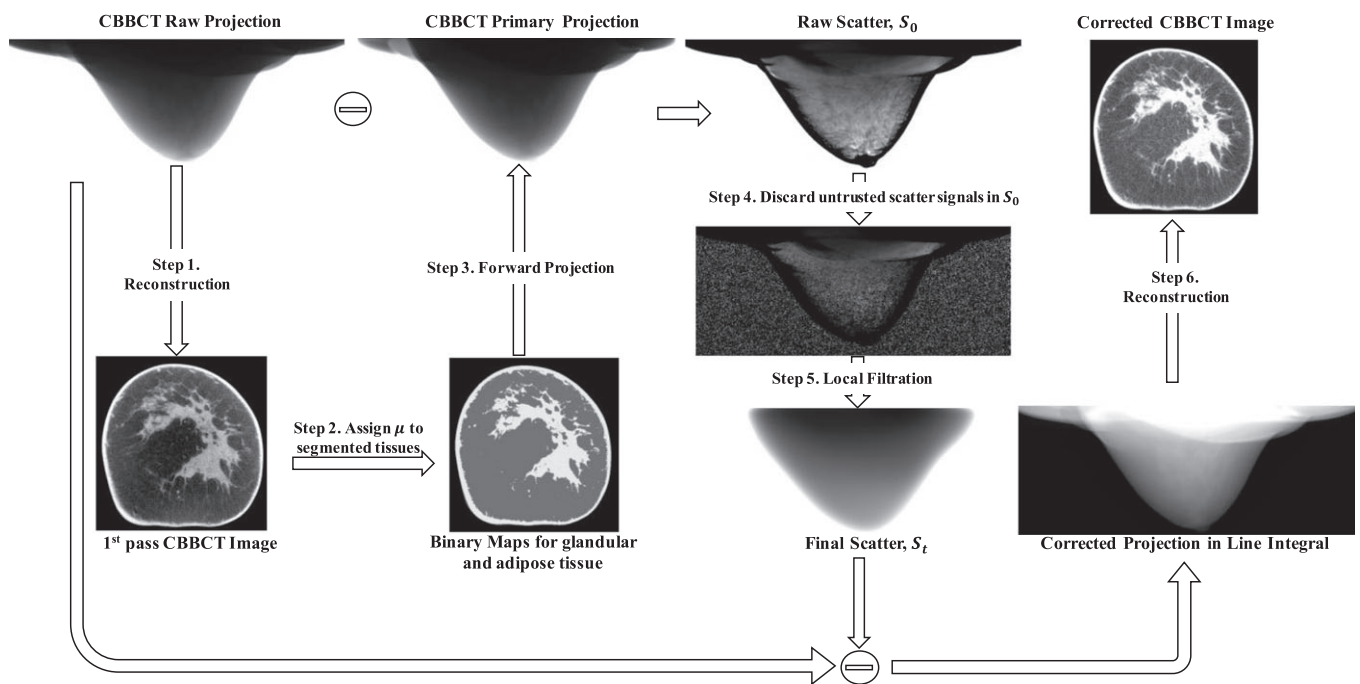 CBBCT Raw Projection
CBBCT Primary Projection
Raw Scatter, S₀
Corrected CBBCT Image
Step 1.
Reconstruction
Step 3. Forward Projection
Step 4. Discard untrusted scatter signals in S₀
Step 6.
Reconstruction
Step 2. Assign μ to
segmented tissues
Step 5. Local Filtration
1ˢᵗ pass CBBCT Image
Binary Maps for glandular
and adipose tissue
Final Scatter, Sₜ
Corrected Projection in Line Integral